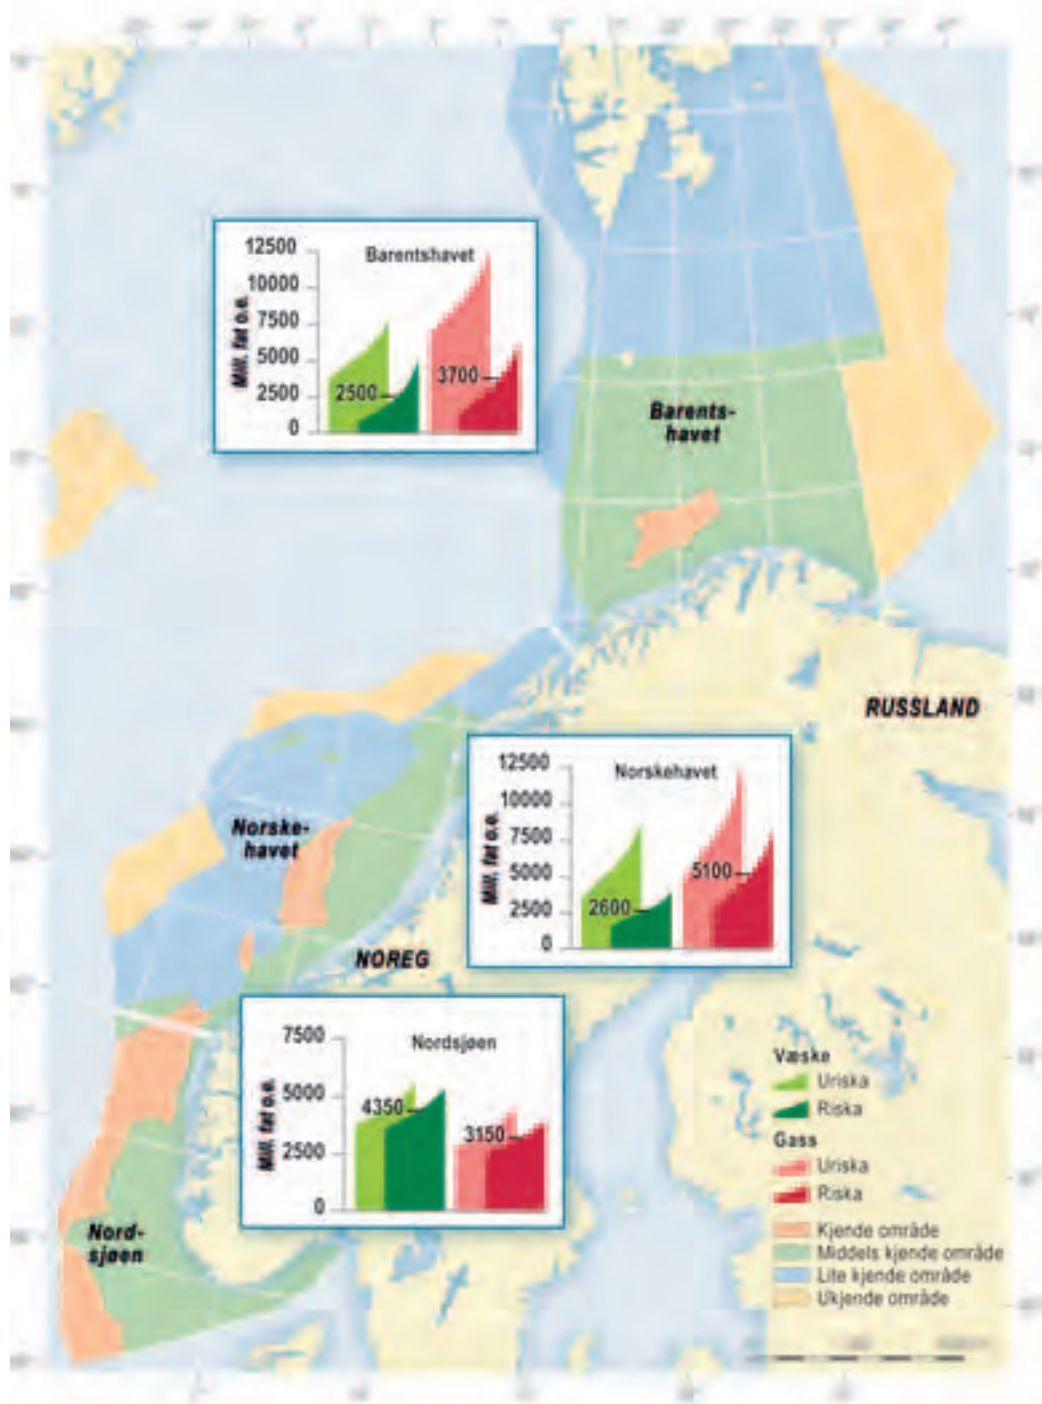 12500
10000
7500
5000
2500
0
Mill. fat o.e.
Barentshavet
2500
3700
Barents-
havet
RUSSLAND
12500
10000
7500
5000
2500
0
Mill. fat o.e.
Norskehavet
2600
5100
Norske-
havet
NOREG
7500
5000
2500
0
Mill. fat o.e.
Nordsjøen
4350
3150
Nord-
sjøen
Væske
Uriska
Riska
Gass
Uriska
Riska
Kjende område
Middels kjende område
Lite kjende område
Ukjende område